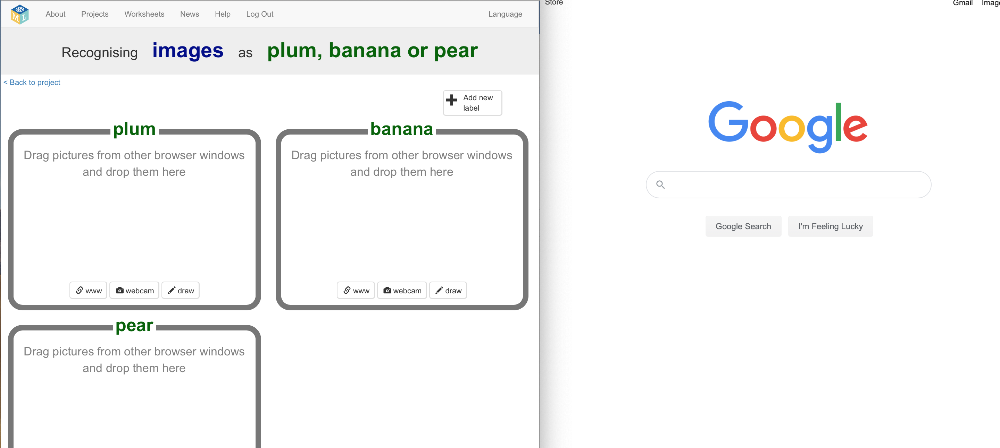 M L
About Projects Worksheets News Help Log Out Language
Recognising images as plum, banana or pear
< Back to project
Add new
label
plum
Drag pictures from other browser windows
and drop them here
www webcam draw
banana
Drag pictures from other browser windows
and drop them here
www webcam draw
pear
Drag pictures from other browser windows
and drop them here
Store
Gmail
Google
Google Search I'm Feeling Lucky